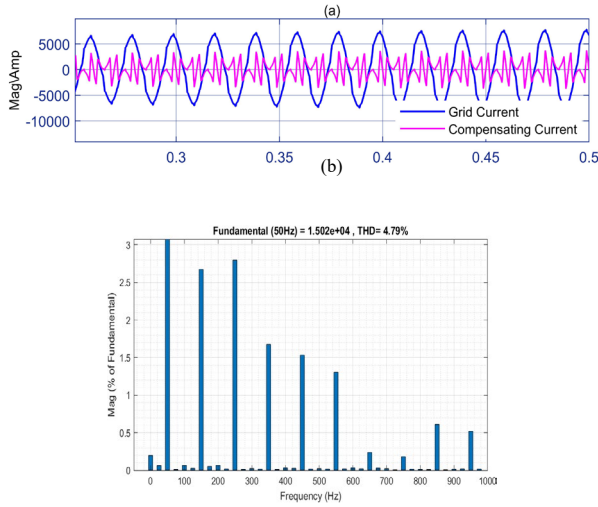 (a)
Mag\Amp
5000
0
-5000
-10000
Grid Current
Compensating Current
0.3
0.35
0.4
0.45
0.5
(b)
Fundamental (50Hz) = 1.502e+04 , THD= 4.79%
Mag (% of Fundamental)
3
2.5
2
1.5
1
0.5
0
0 100 200 300 400 500 600 700 800 900 1000
Frequency (Hz)